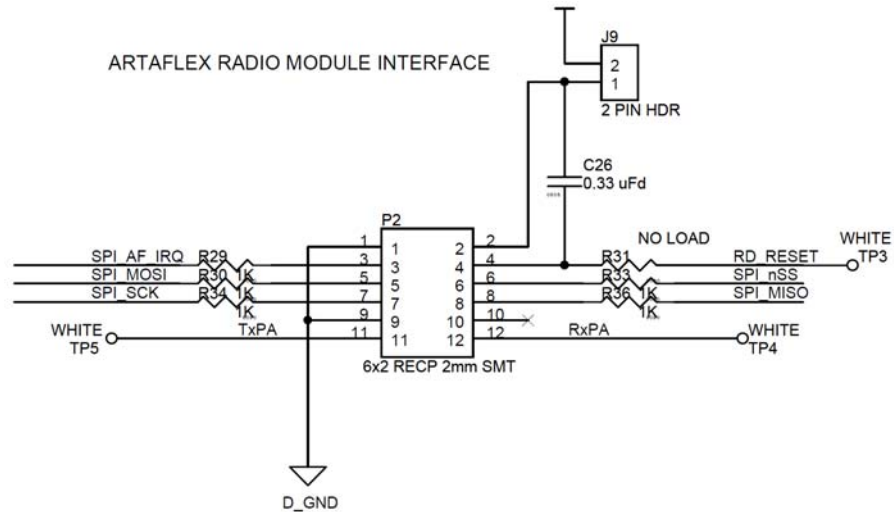 ARTAFLEX RADIO MODULE INTERFACE
J9
2
1
2 PIN HDR
C26
0.33 uFd
P2
1
1
2
2
SPI_AF_IRQ
R29
3
3
4
4
R31
NO LOAD
RD_RESET
WHITE
TP3
SPI_MOSI
R30
1K
5
5
6
6
R33
SPI_nSS
SPI_SCK
R34
1K
7
7
8
8
R36
1K
SPI_MISO
1K
9
9
10
10
1K
WHITE
TP5
TxPA
11
11
12
12
RxPA
WHITE
TP4
6x2 RECP 2mm SMT
D_GND